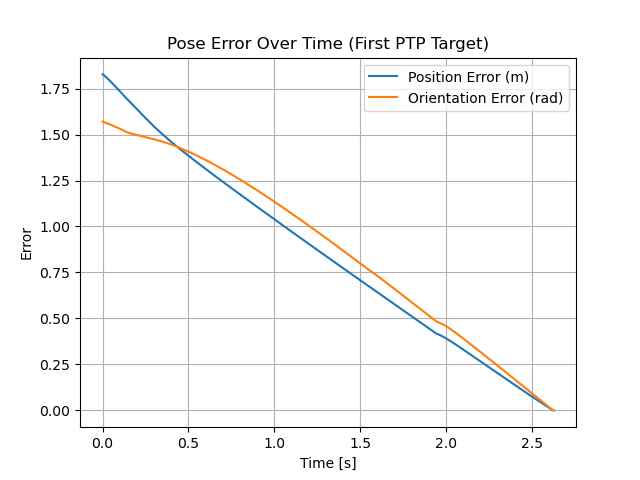 Pose Error Over Time (First PTP Target)
Position Error (m)
Orientation Error (rad)
Error
1.75
1.50
1.25
1.00
0.75
0.50
0.25
0.00
0.0 0.5 1.0 1.5 2.0 2.5
Time [s]